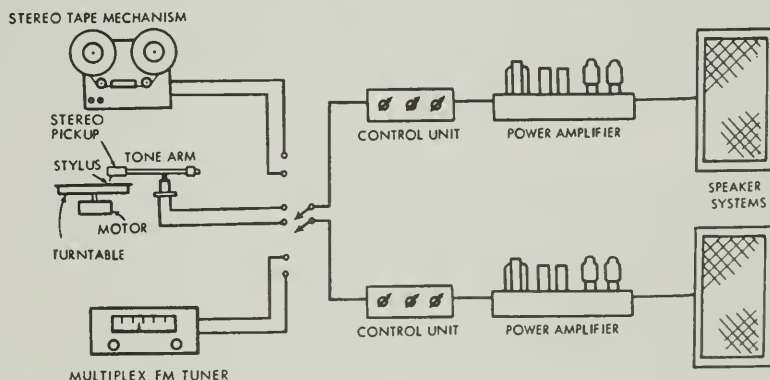 STEREO TAPE MECHANISM
STEREO
PICKUP
TONE ARM
STYLUS
MOTOR
TURNTABLE
MULTIPLEX FM TUNER
CONTROL UNIT
POWER AMPLIFIER
SPEAKER
SYSTEMS
CONTROL UNIT
POWER AMPLIFIER